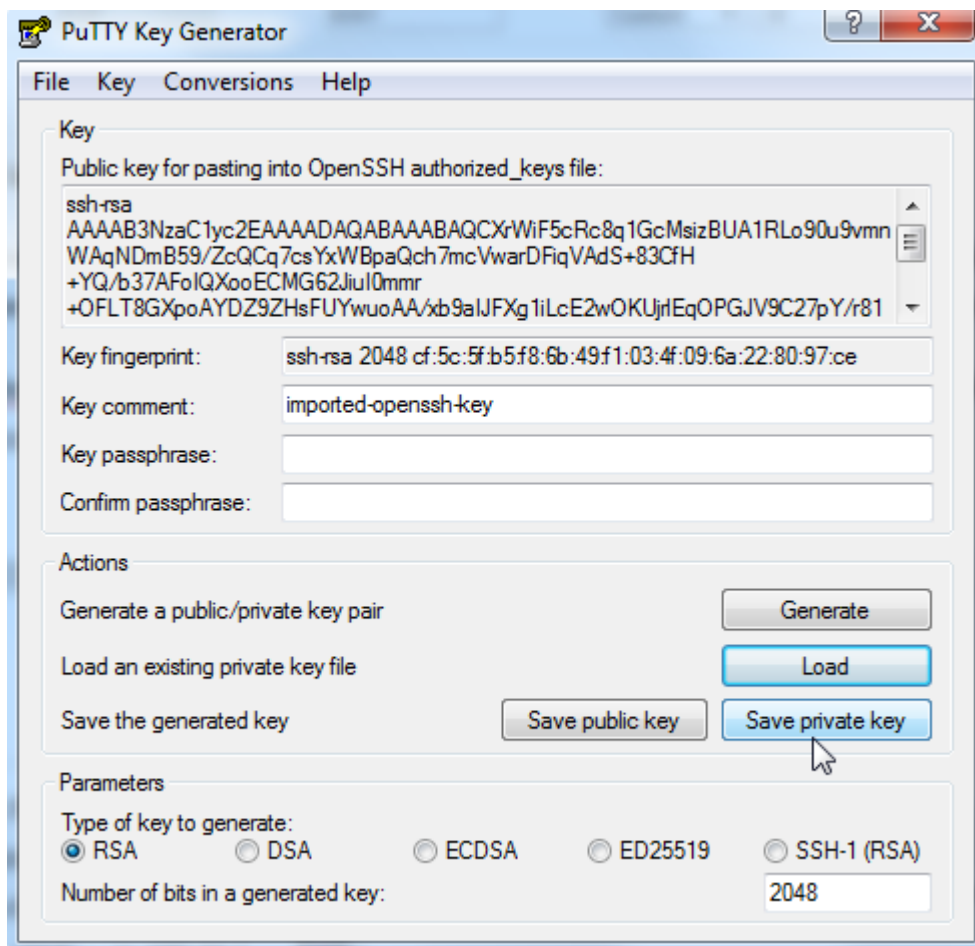 PuTTY Key Generator
File Key Conversions Help
Key
Public key for pasting into OpenSSH authorized_keys file:
ssh-rsa
AAAAB3NzaC1yc2EAAAADAQABAAABAQCXrWiF5cRc8q1GcMsizBUA1RLo90u9vmn
WAqNDmB59/ZcQCq7csYxWBpaQch7mcVwarDFiqVAdS+83CfH
+YQ/b37AFoIQXooECMG62JiuI0mmr
+OFLT8GXpoAYDZ9ZHsFUYwuoAA/xb9aIJFXg1iLcE2wOKUjrIEqOPGJV9C27pY/r81
Key fingerprint: ssh-rsa 2048 cf:5c:5f:b5:f8:6b:49:f1:03:4f:09:6a:22:80:97:ce
Key comment: imported-openssh-key
Key passphrase:
Confirm passphrase:
Actions
Generate a public/private key pair Generate
Load an existing private key file Load
Save the generated key Save public key Save private key
Parameters
Type of key to generate:
RSA DSA ECDSA ED25519 SSH-1 (RSA)
Number of bits in a generated key: 2048